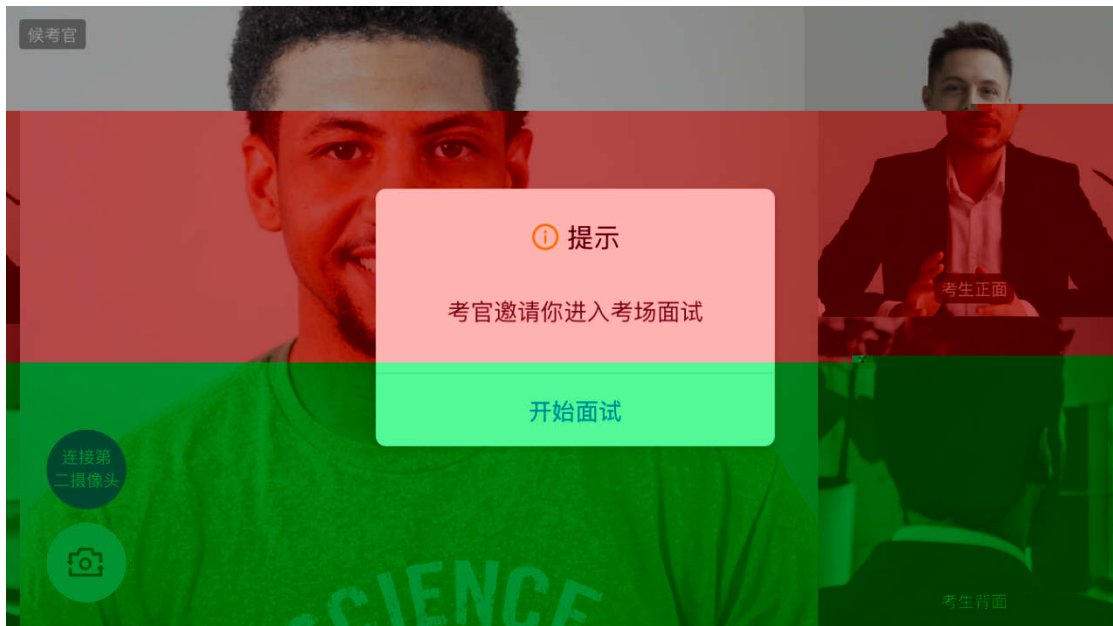 候考官
提示
考官邀请你进入考场面试
开始面试
考生正面
连接第
二摄像头
考生背面
SCIENCE